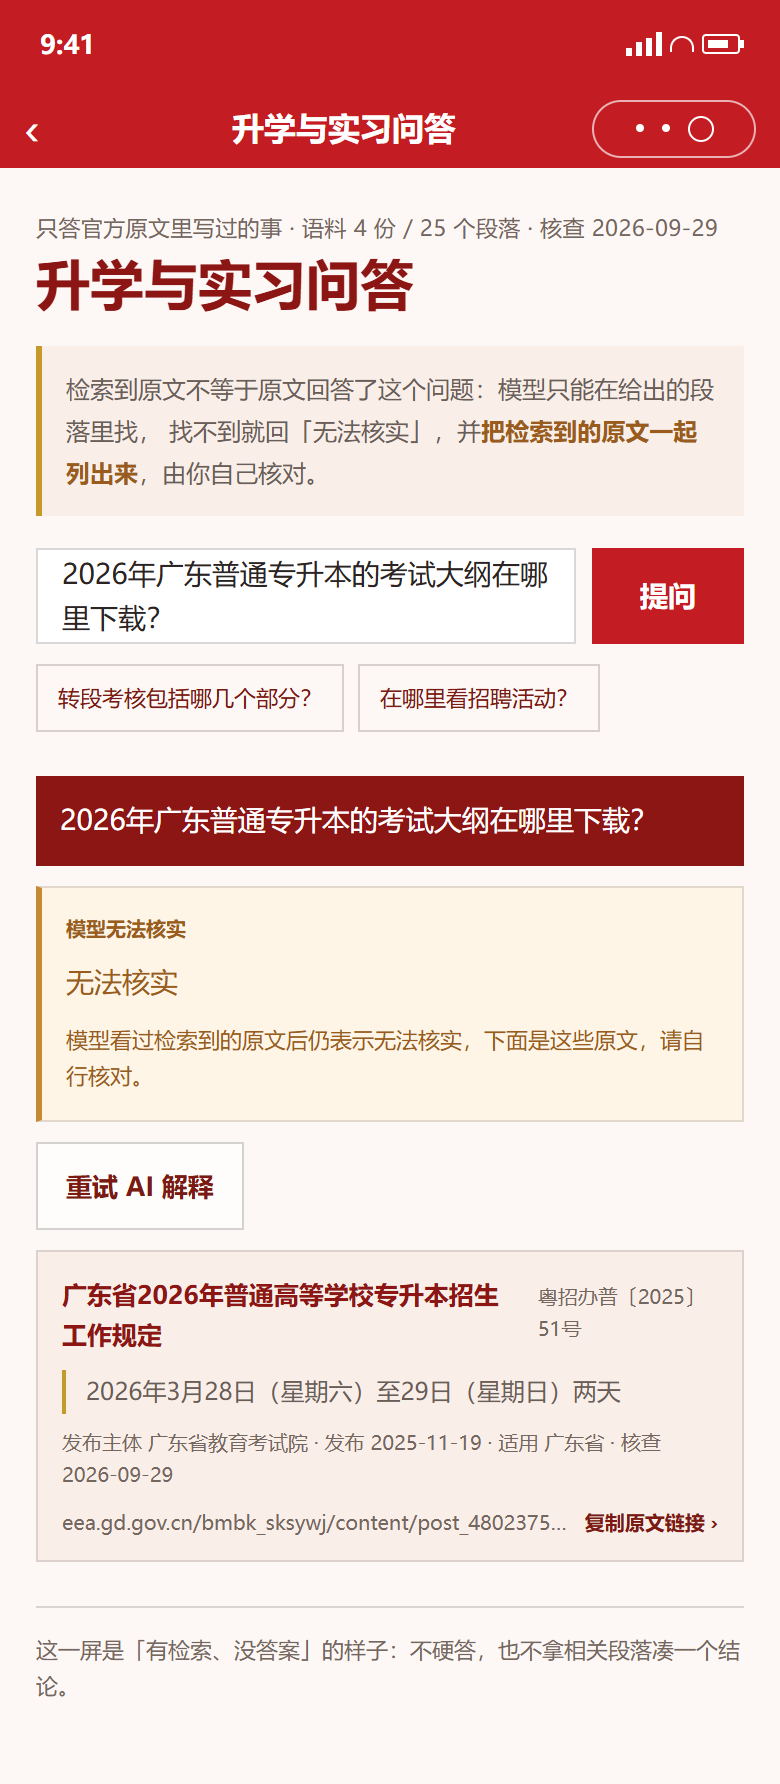 9:41
升学与实习问答
只答官方原文里写过的事 · 语料 4 份 / 25 个段落 · 核查 2026-09-29
升学与实习问答
检索到原文不等于原文回答了这个问题：模型只能在给出的段
落里找， 找不到就回「无法核实」，并把检索到的原文一起
列出来，由你自己核对。
2026年广东普通专升本的考试大纲在哪
里下载？
提问
转段考核包括哪几个部分？
在哪里看招聘活动？
2026年广东普通专升本的考试大纲在哪里下载？
模型无法核实
无法核实
模型看过检索到的原文后仍表示无法核实，下面是这些原文，请自
行核对。
重试 AI 解释
广东省2026年普通高等学校专升本招生
工作规定
粤招办普〔2025〕
51号
2026年3月28日（星期六）至29日（星期日）两天
发布主体 广东省教育考试院 · 发布 2025-11-19 · 适用 广东省 · 核查
2026-09-29
eea.gd.gov.cn/bmbk_sksywj/content/post_4802375...
复制原文链接 ›
这一屏是「有检索、没答案」的样子：不硬答，也不拿相关段落凑一个结
论。